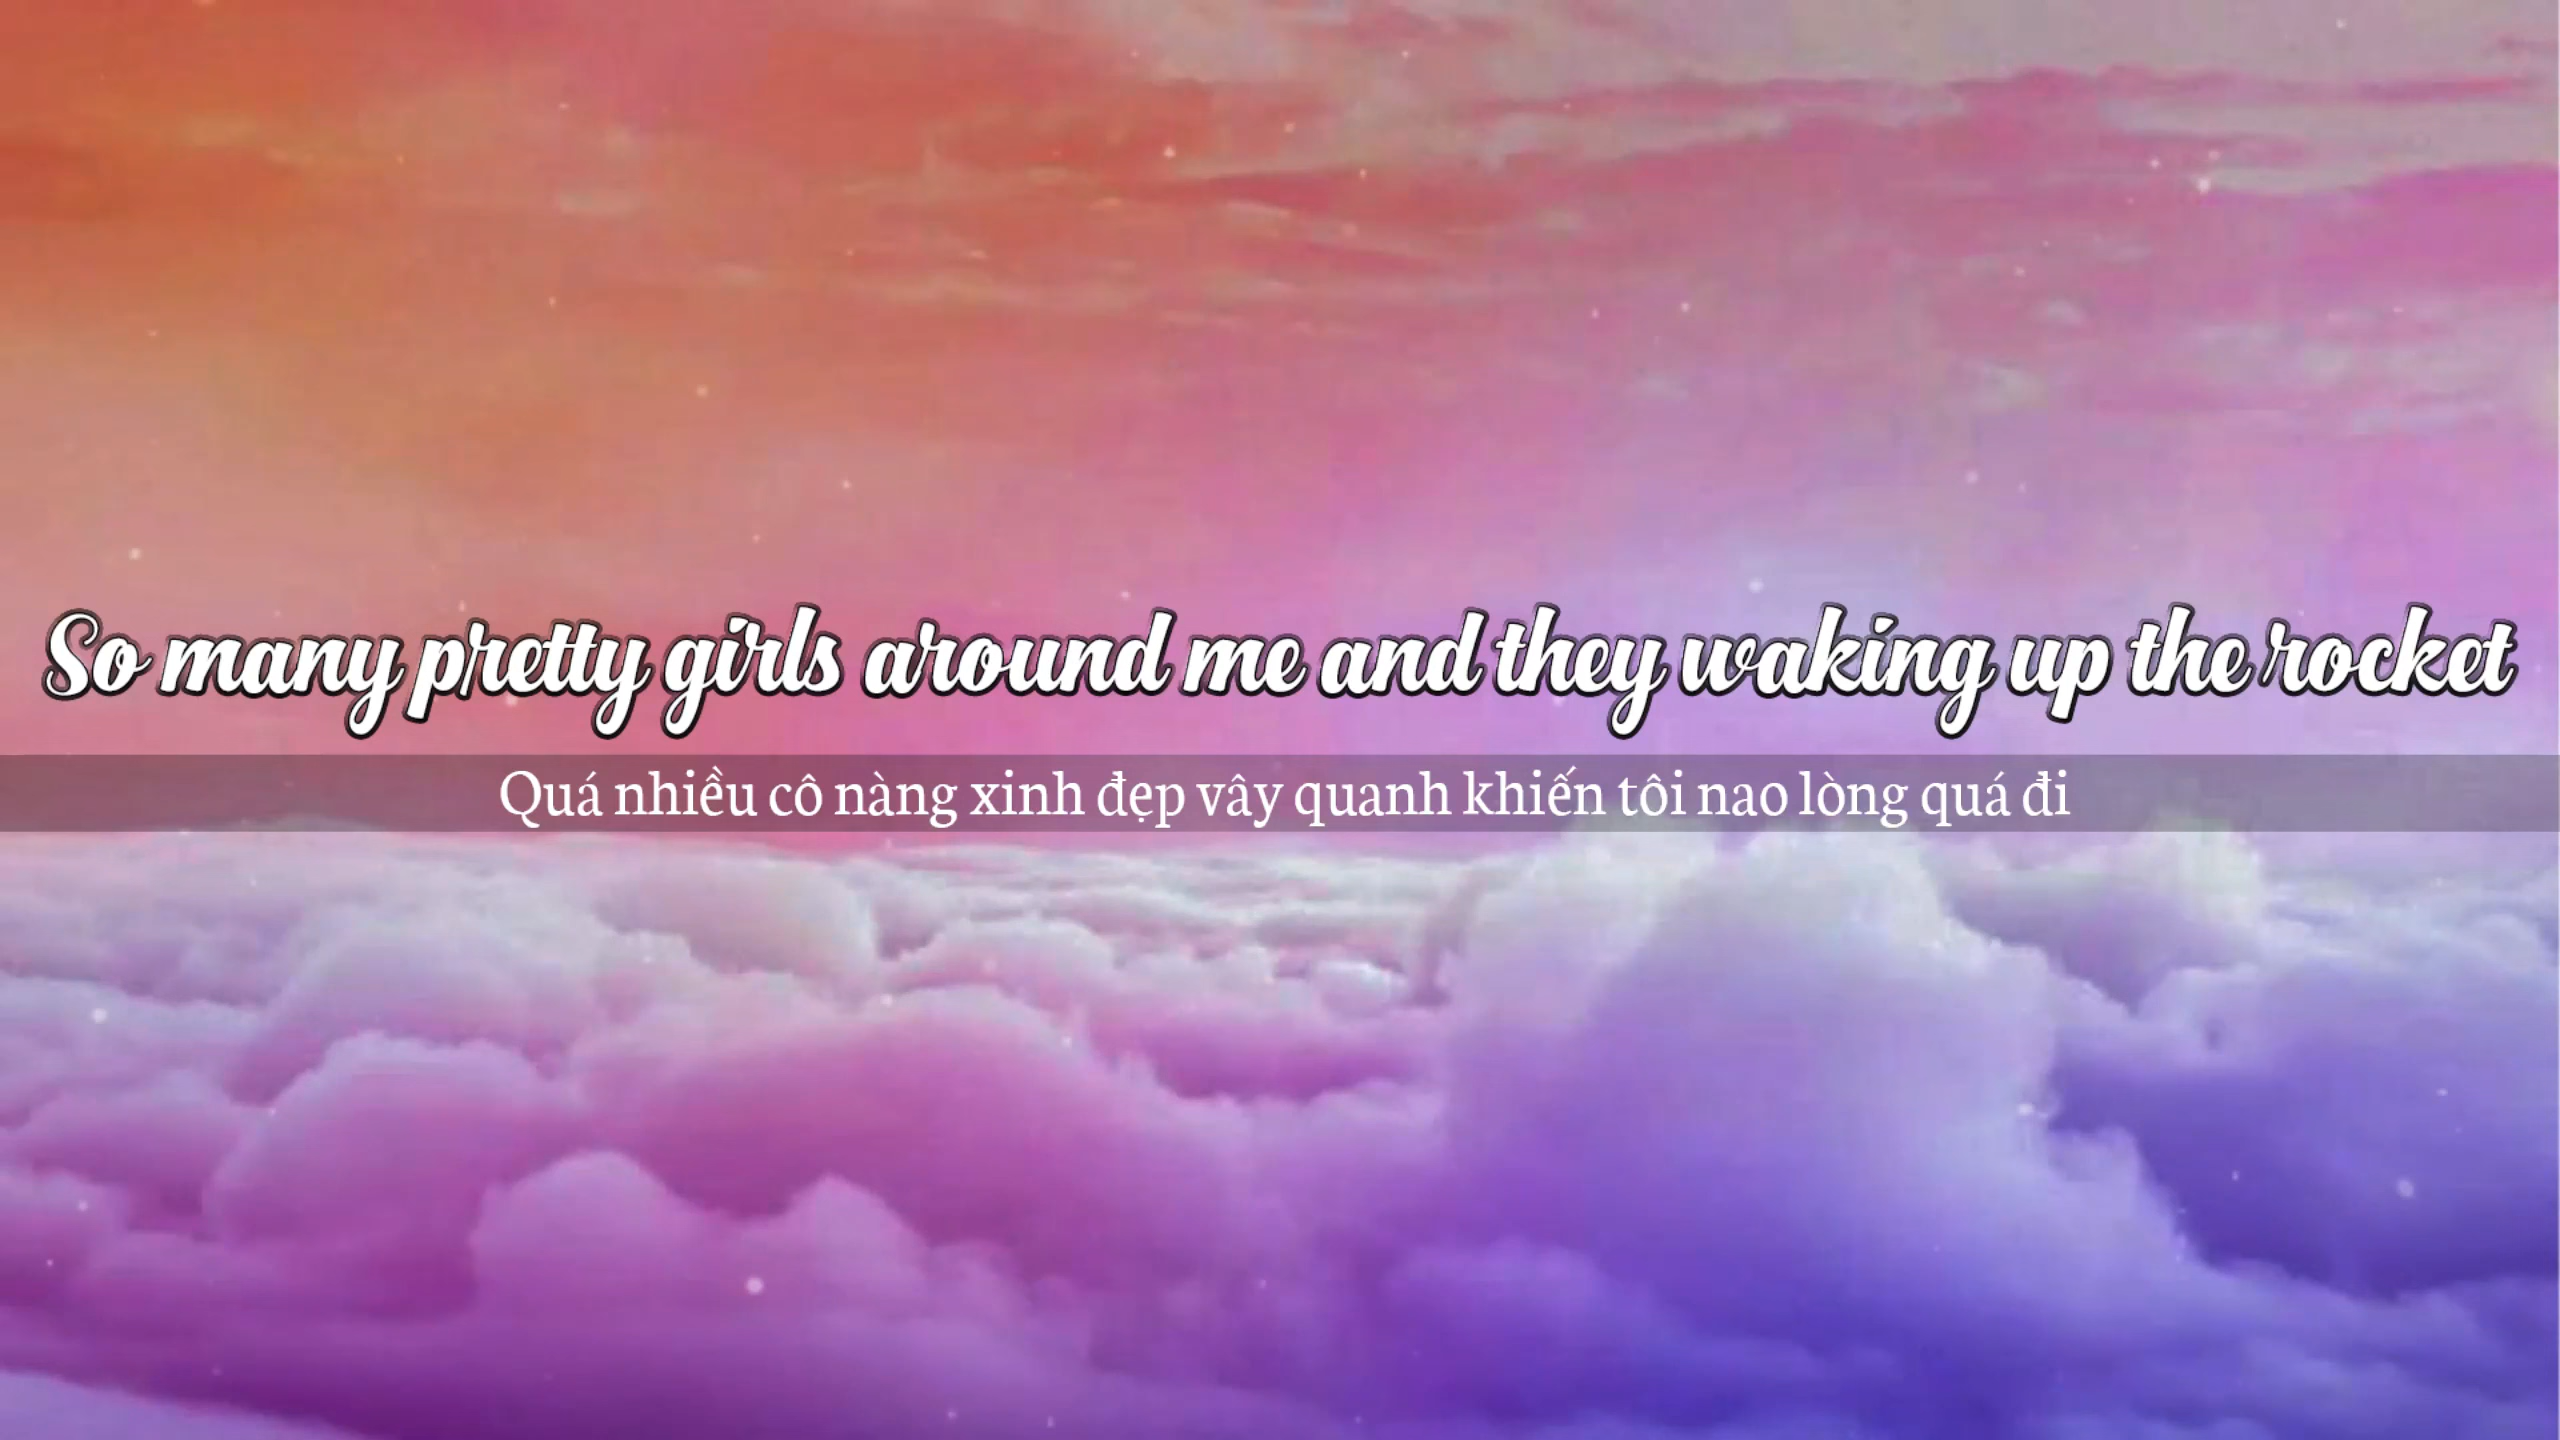 So many pretty girls around me and they waking up the rocket
Quá nhiều cô nàng xinh đẹp vây quanh khiến tôi nao lòng quá đi